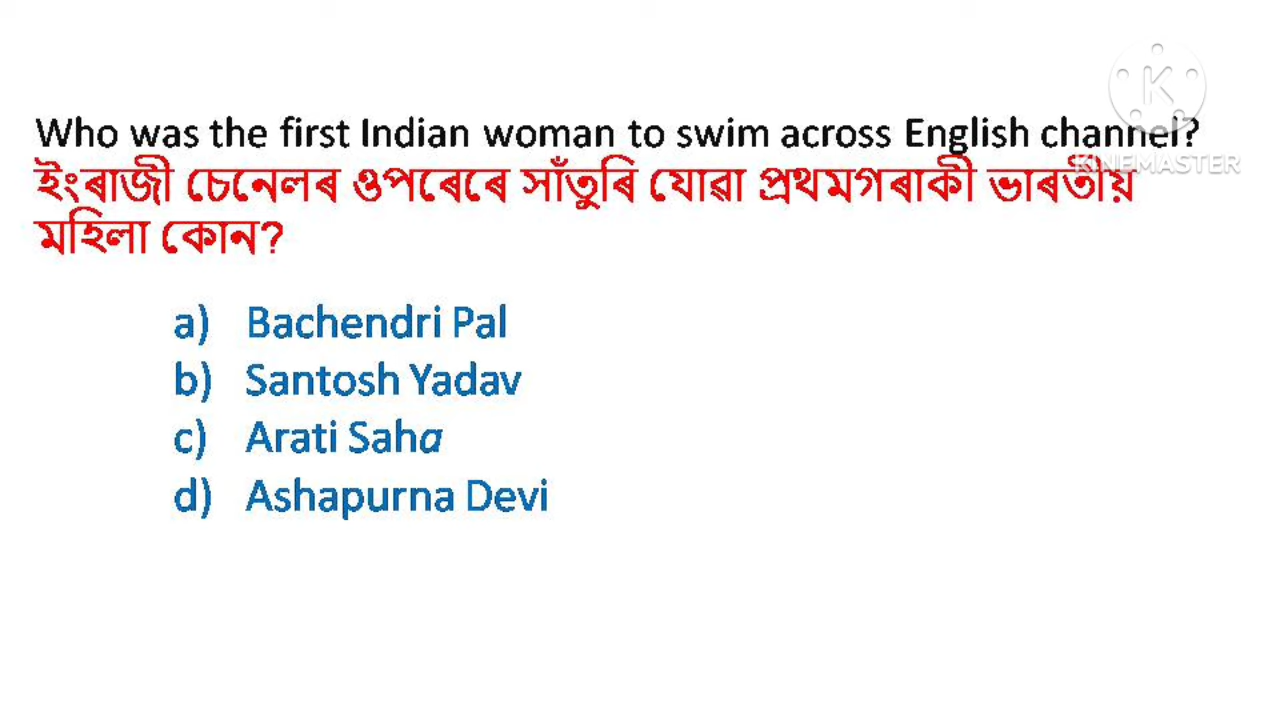 Who was the first Indian woman to swim across English channel?
KINEMASTER
ইংৰাজী চেনেলৰ ওপৰেৰে সাঁতুৰি যোৱা প্ৰথমগৰাকী ভাৰতীয়
মহিলা কোন?
a) Bachendri Pal
b) Santosh Yadav
c) Arati Saha
d) Ashapurna Devi